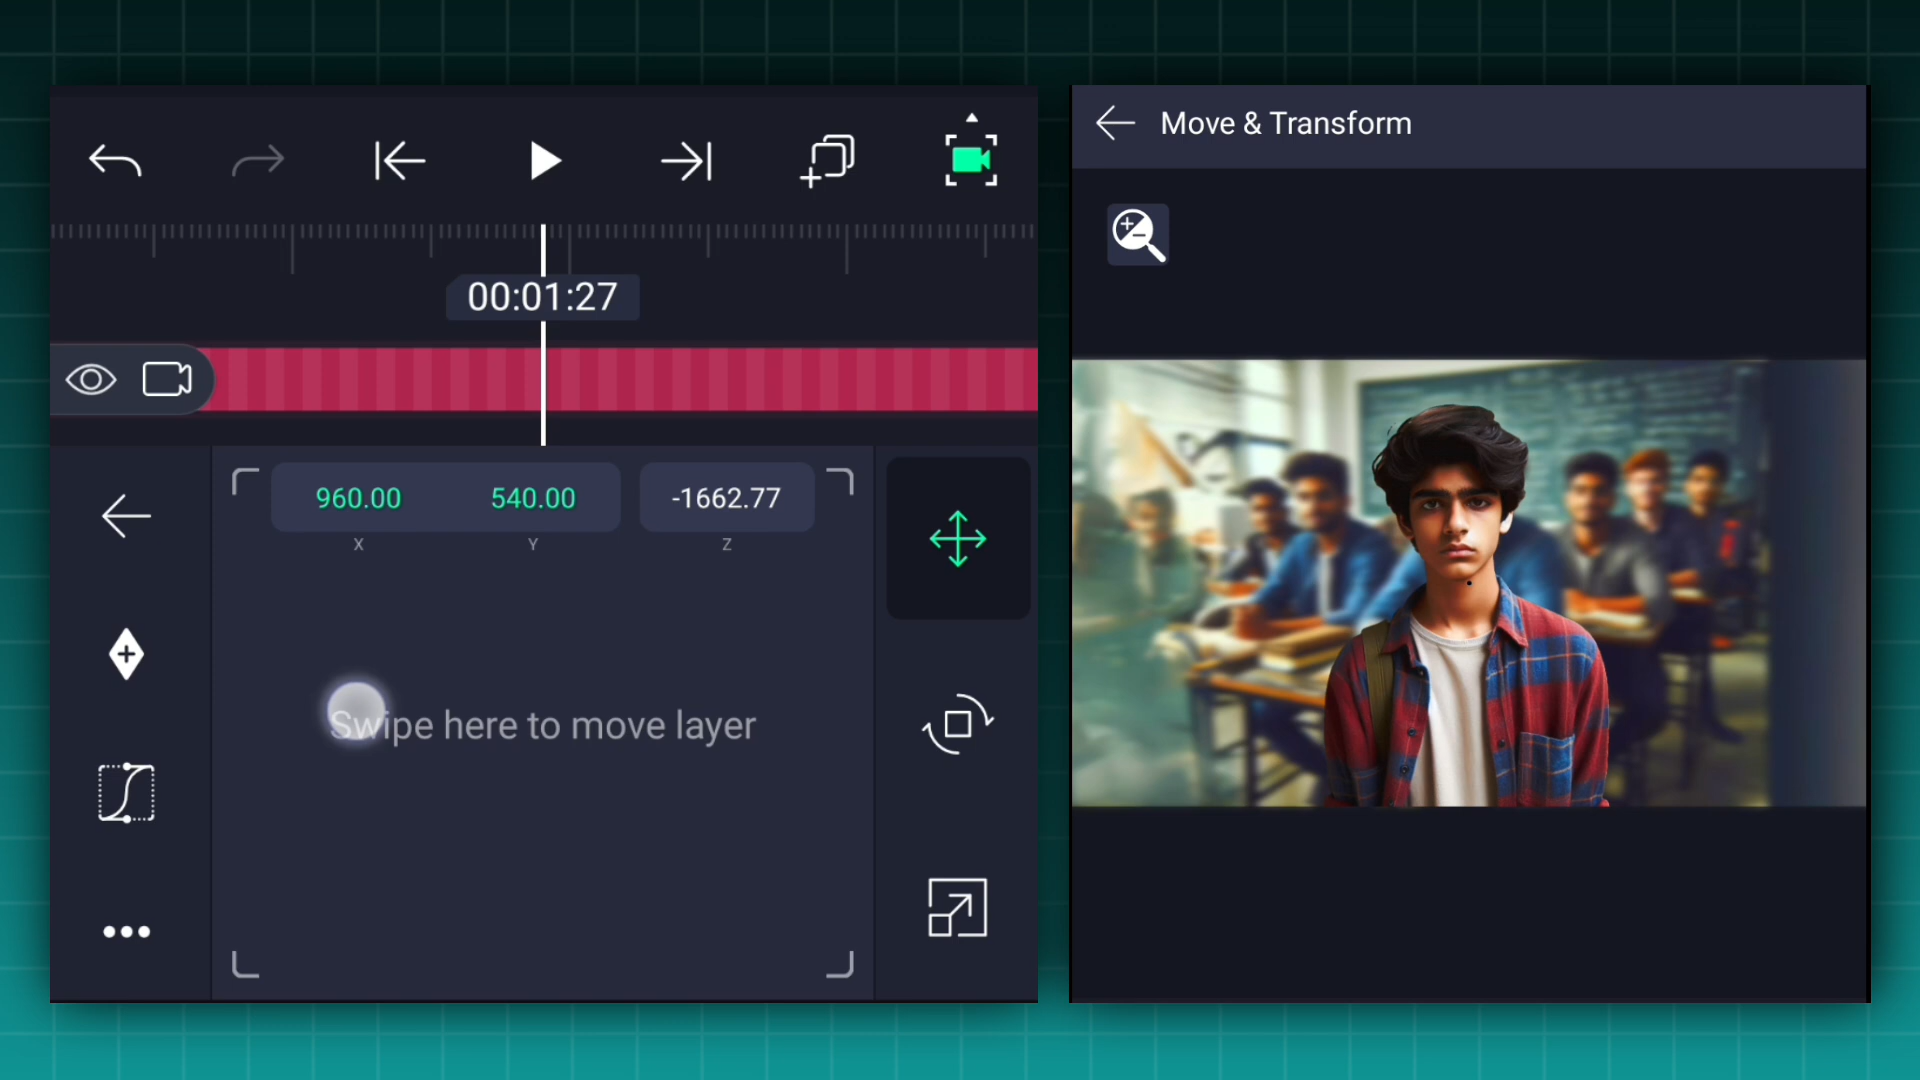 00:01:27
960.00 540.00 -1662.77
X Y Z
Swipe here to move layer
Move & Transform